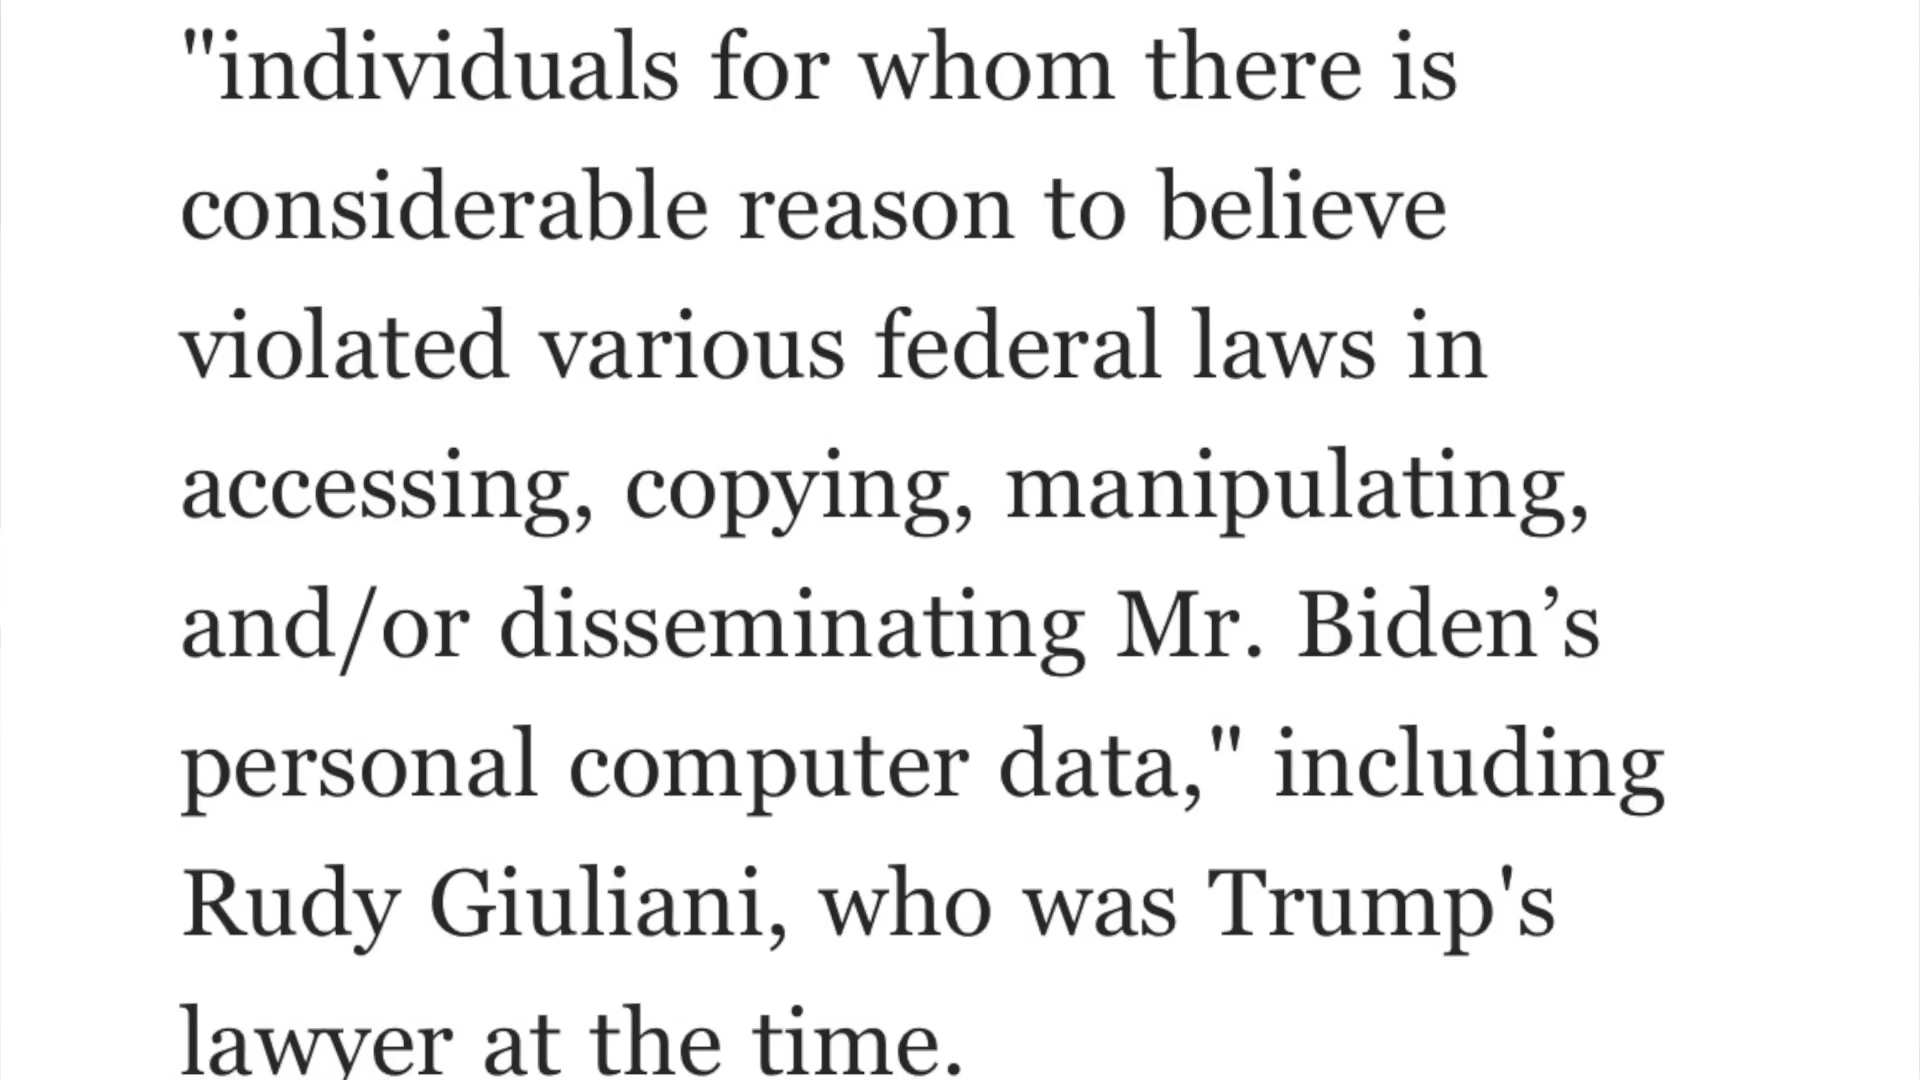 "individuals for whom there is
considerable reason to believe
violated various federal laws in
accessing, copying, manipulating,
and/or disseminating Mr. Biden’s
personal computer data," including
Rudy Giuliani, who was Trump's
lawyer at the time.